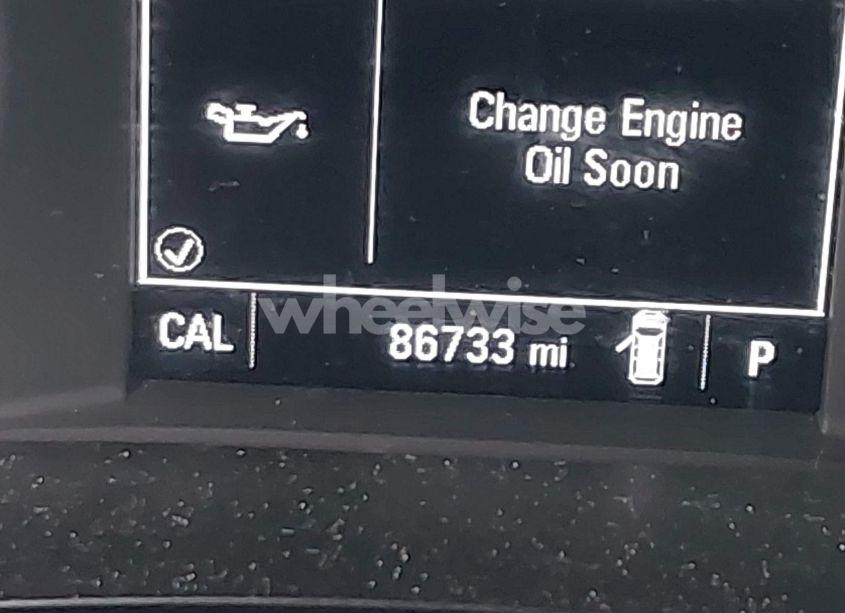 Change Engine
Oil Soon
wheelwise
CAL 86733 mi P